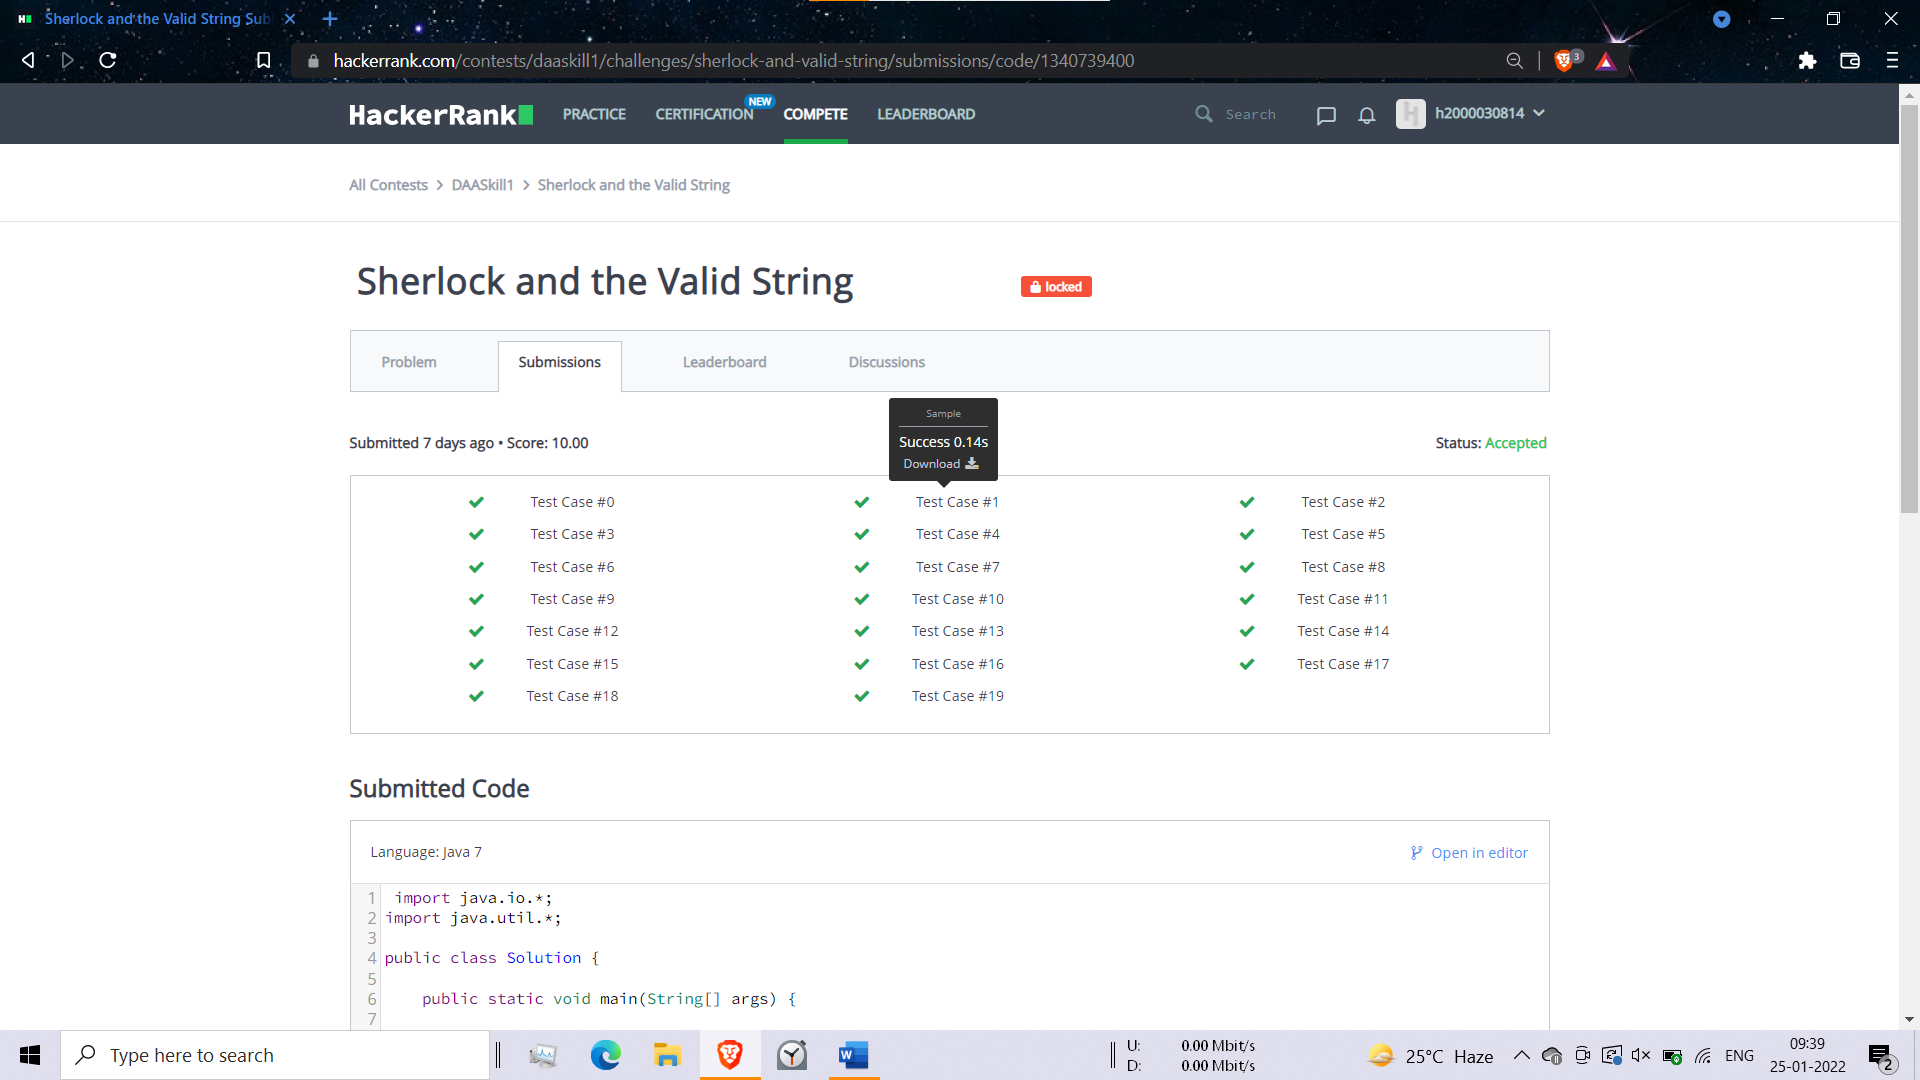 Sherlock and the Valid String Sub
hackerrank.com/contests/daaskill1/challenges/sherlock-and-valid-string/submissions/code/1340739400
3
HackerRank
PRACTICE
CERTIFICATION
NEW
COMPETE
LEADERBOARD
Search
h2000030814
All Contests > DAASkill1 > Sherlock and the Valid String
Sherlock and the Valid String
locked
Problem
Submissions
Leaderboard
Discussions
Sample
Success 0.14s
Download
Submitted 7 days ago • Score: 10.00
Status: Accepted
Test Case #0
Test Case #1
Test Case #2
Test Case #3
Test Case #4
Test Case #5
Test Case #6
Test Case #7
Test Case #8
Test Case #9
Test Case #10
Test Case #11
Test Case #12
Test Case #13
Test Case #14
Test Case #15
Test Case #16
Test Case #17
Test Case #18
Test Case #19
Submitted Code
Language: Java 7
Open in editor
1 import java.io.*;
2 import java.util.*;
3
4 public class Solution {
5
6 public static void main(String[] args) {
7
Type here to search
U: 0.00 Mbit/s
D: 0.00 Mbit/s
25°C Haze
ENG
09:39
25-01-2022
2